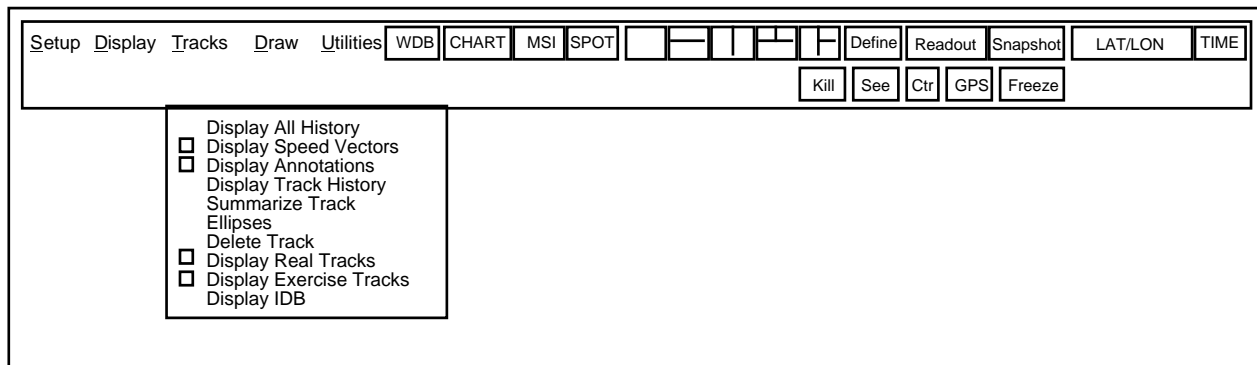 Setup Display Tracks Draw Utilities WDB CHART MSI SPOT Define Readout Snapshot LAT/LON TIME
Kill See Ctr GPS Freeze
Display All History
Display Speed Vectors
Display Annotations
Display Track History
Summarize Track
Ellipses
Delete Track
Display Real Tracks
Display Exercise Tracks
Display IDB